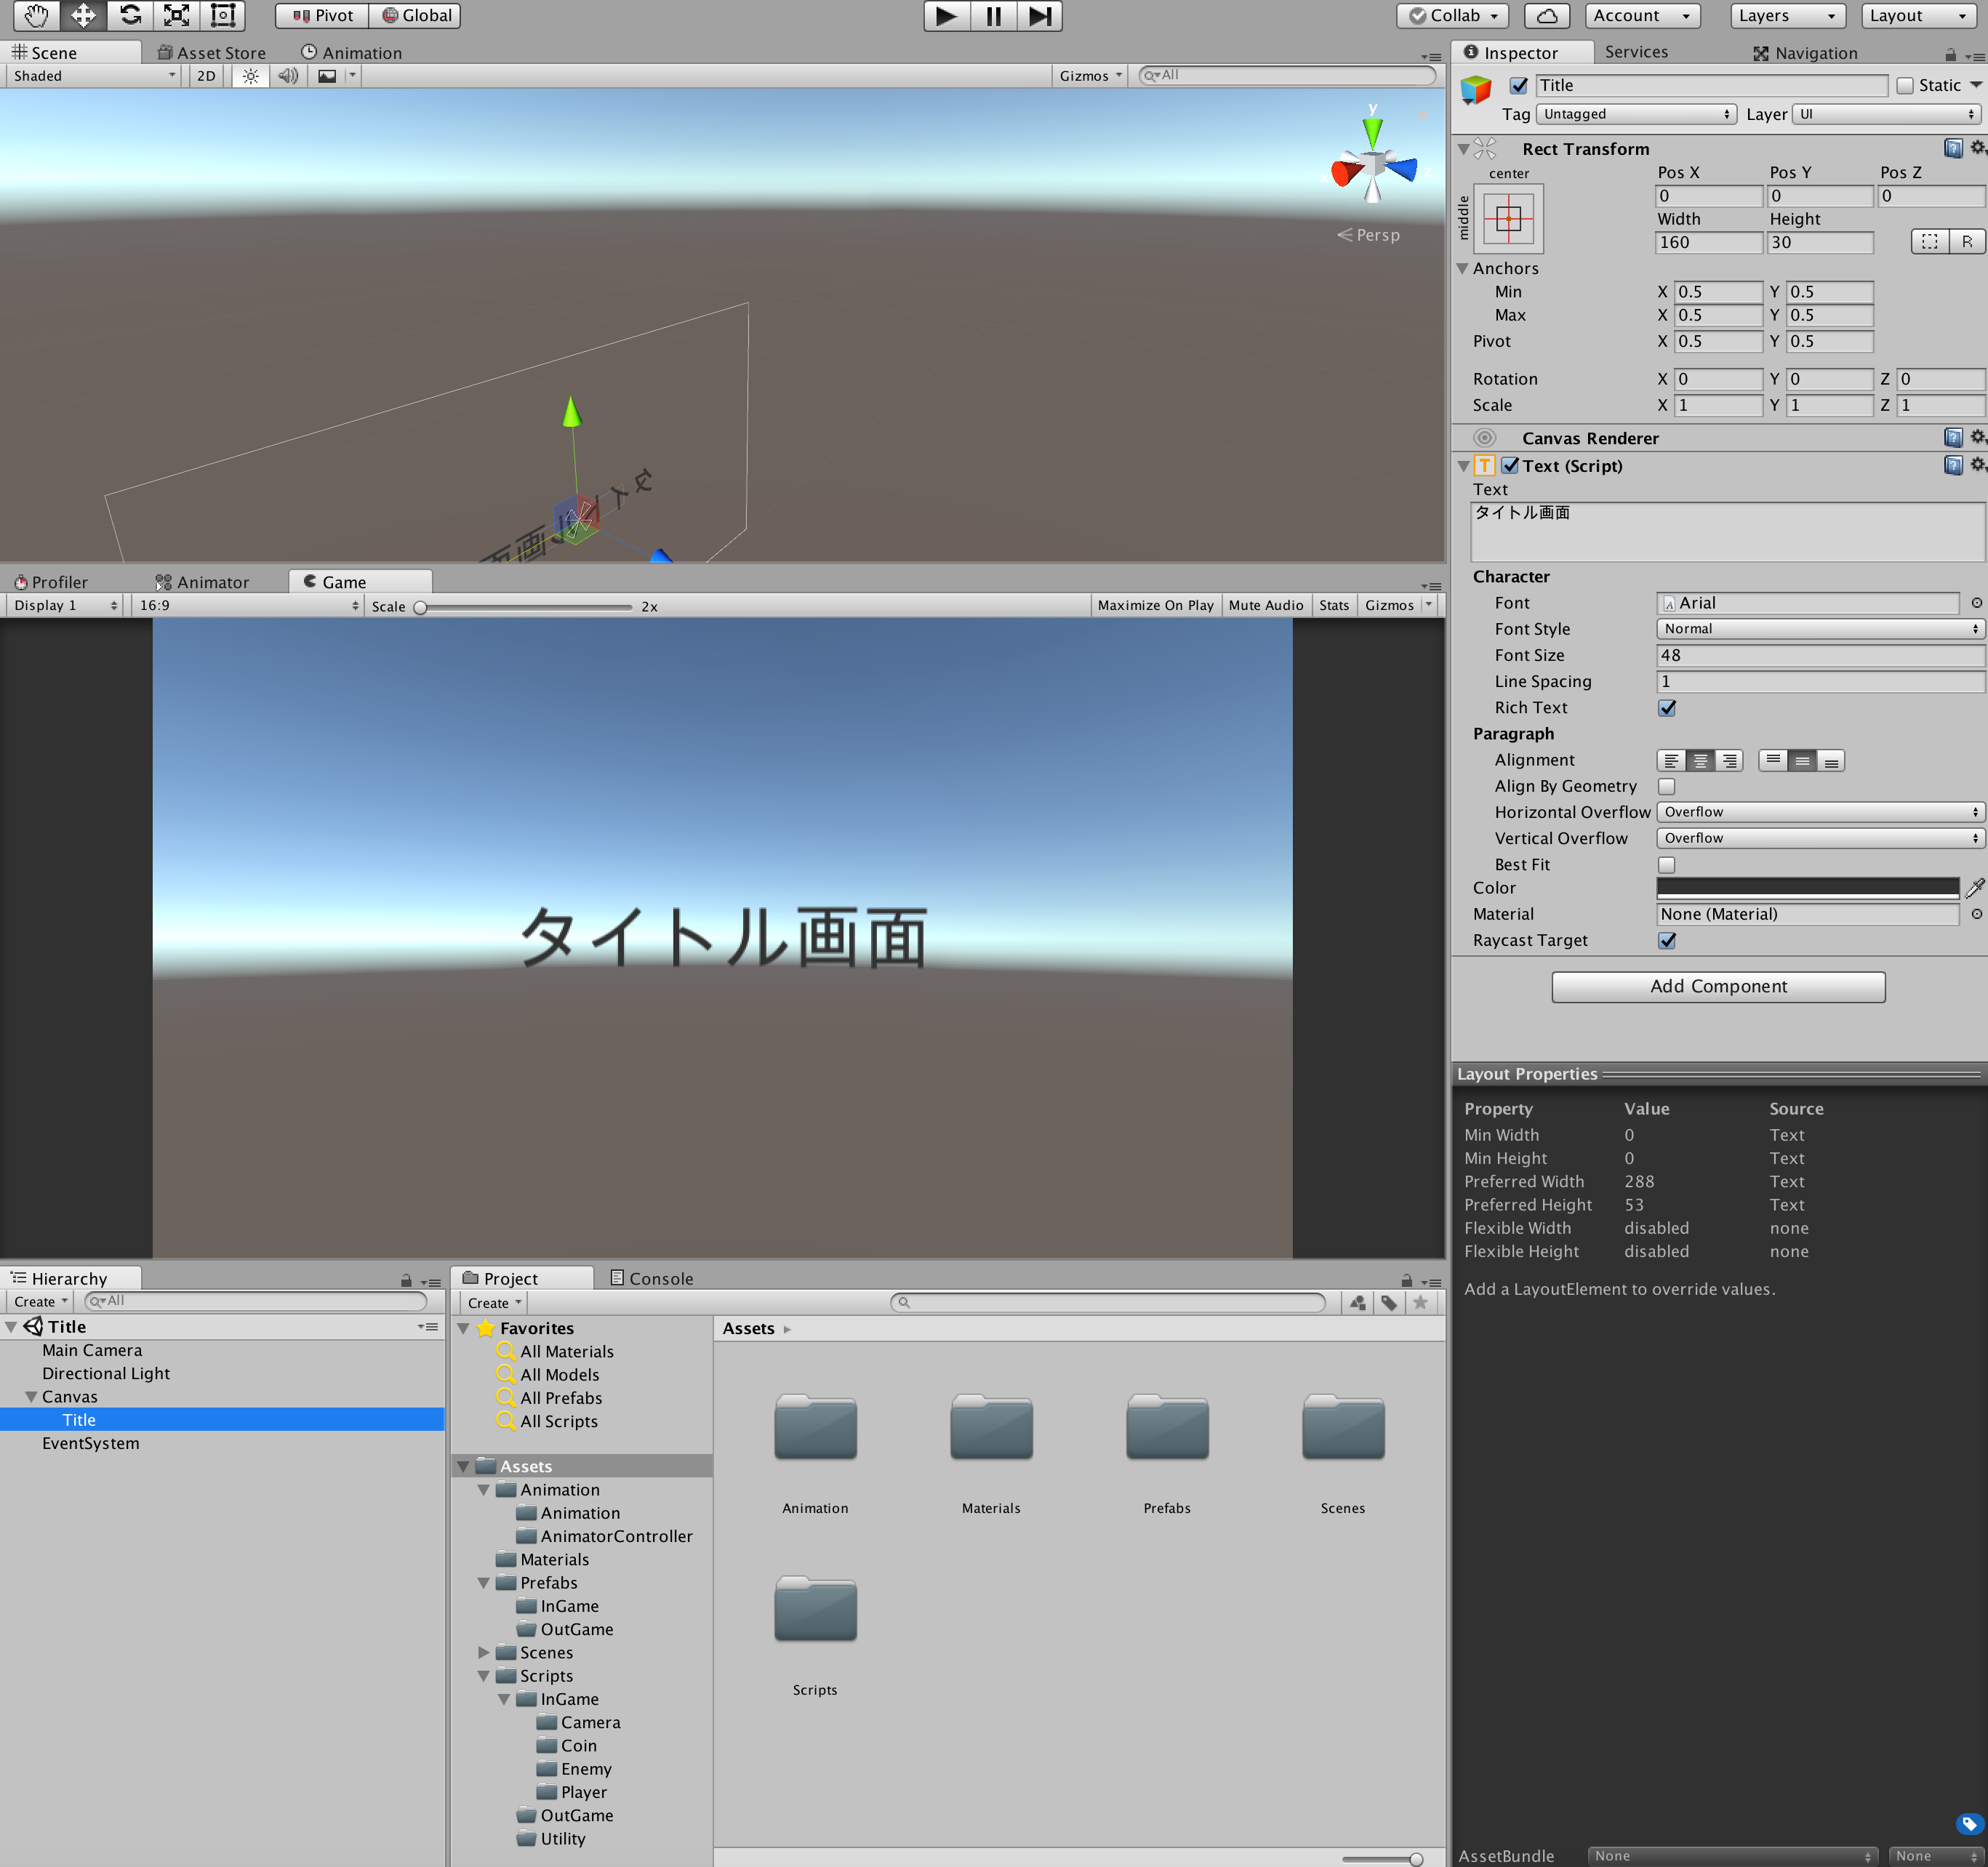 Pivot Global Collab Account Layers Layout
Scene Asset Store Animation
Shaded 2D Gizmos All
y
x z
Persp
Profiler Animator Game
Display 1 16:9 Scale 2x Maximize On Play Mute Audio Stats Gizmos
タイトル画面
Hierarchy
Create All
Title
Main Camera
Directional Light
Canvas
Title
EventSystem
Project Console
Create
Favorites
All Materials
All Models
All Prefabs
All Scripts
Assets
Animation
Animation
AnimatorController
Materials
Prefabs
InGame
OutGame
Scenes
Scripts
InGame
Camera
Coin
Enemy
Player
OutGame
Utility
Assets
Animation Materials Prefabs Scenes
Scripts
Inspector Services Navigation
Title Static
Tag Untagged Layer UI
Rect Transform
center
middle
Pos X Pos Y Pos Z
0 0 0
Width Height
160 30 R
Anchors
Min X 0.5 Y 0.5
Max X 0.5 Y 0.5
Pivot X 0.5 Y 0.5
Rotation X 0 Y 0 Z 0
Scale X 1 Y 1 Z 1
Canvas Renderer
T Text (Script)
Text
タイトル画面
Character
Font Arial
Font Style Normal
Font Size 48
Line Spacing 1
Rich Text
Paragraph
Alignment
Align By Geometry
Horizontal Overflow Overflow
Vertical Overflow Overflow
Best Fit
Color
Material None (Material)
Raycast Target
Add Component
Layout Properties
Property Value Source
Min Width 0 Text
Min Height 0 Text
Preferred Width 288 Text
Preferred Height 53 Text
Flexible Width disabled none
Flexible Height disabled none
Add a LayoutElement to override values.
AssetBundle None None